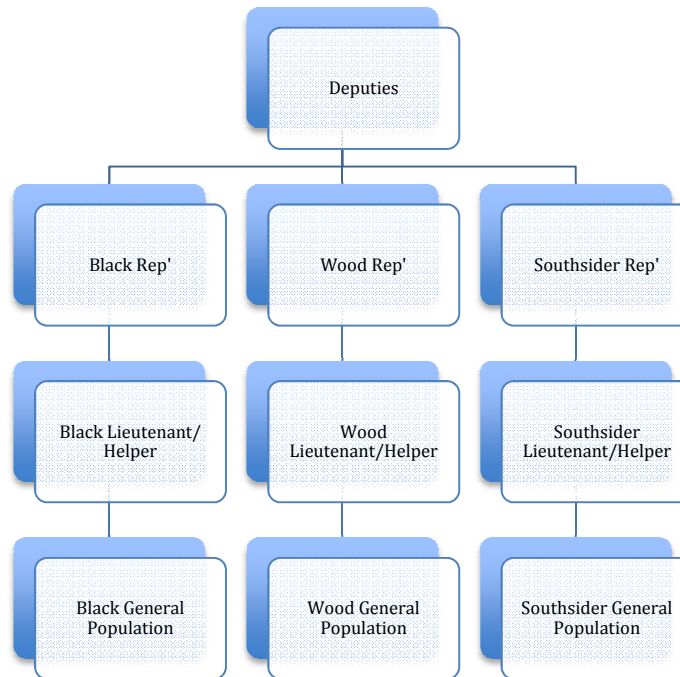 Deputies
Black Rep'
Wood Rep'
Southsider Rep'
Black Lieutenant/
Helper
Wood
Lieutenant/Helper
Southsider
Lieutenant/Helper
Black General
Population
Wood General
Population
Southsider General
Population